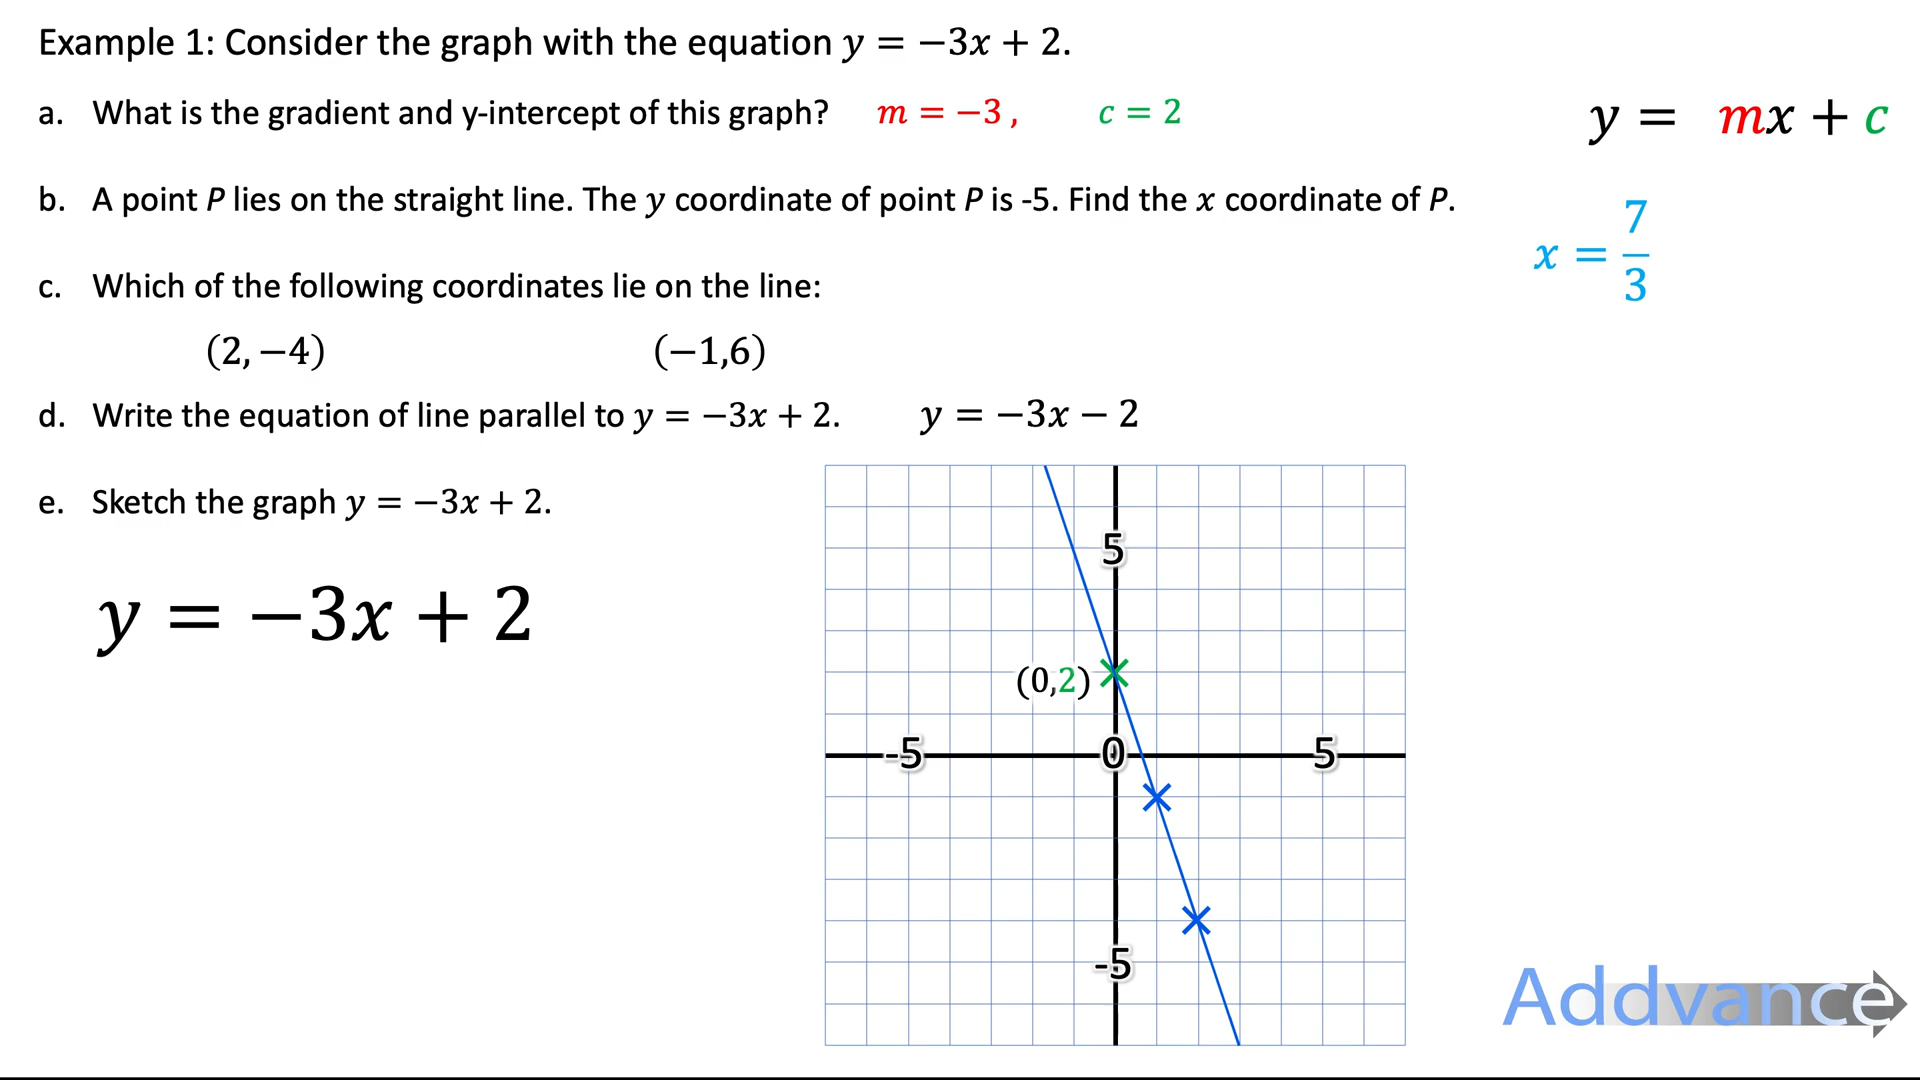 Example 1: Consider the graph with the equation y = −3x + 2.
a. What is the gradient and y-intercept of this graph? m = −3 , c = 2
y = mx + c
b. A point P lies on the straight line. The y coordinate of point P is -5. Find the x coordinate of P.
x = 7/3
c. Which of the following coordinates lie on the line:
(2, −4) (−1,6)
d. Write the equation of line parallel to y = −3x + 2. y = −3x − 2
e. Sketch the graph y = −3x + 2.
y = −3x + 2
5
(0,2)
-5 0 5
-5
Addvance